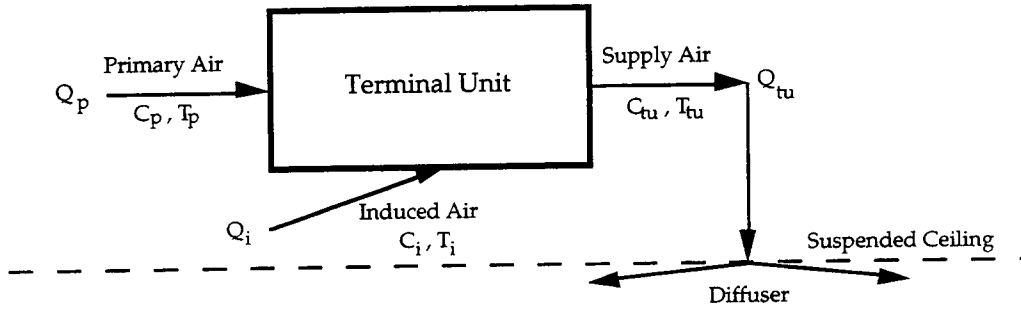 Primary Air
Q_p
C_p , T_p
Terminal Unit
Supply Air
Q_tu
C_tu , T_tu
Induced Air
Q_i
C_i , T_i
Suspended Ceiling
Diffuser